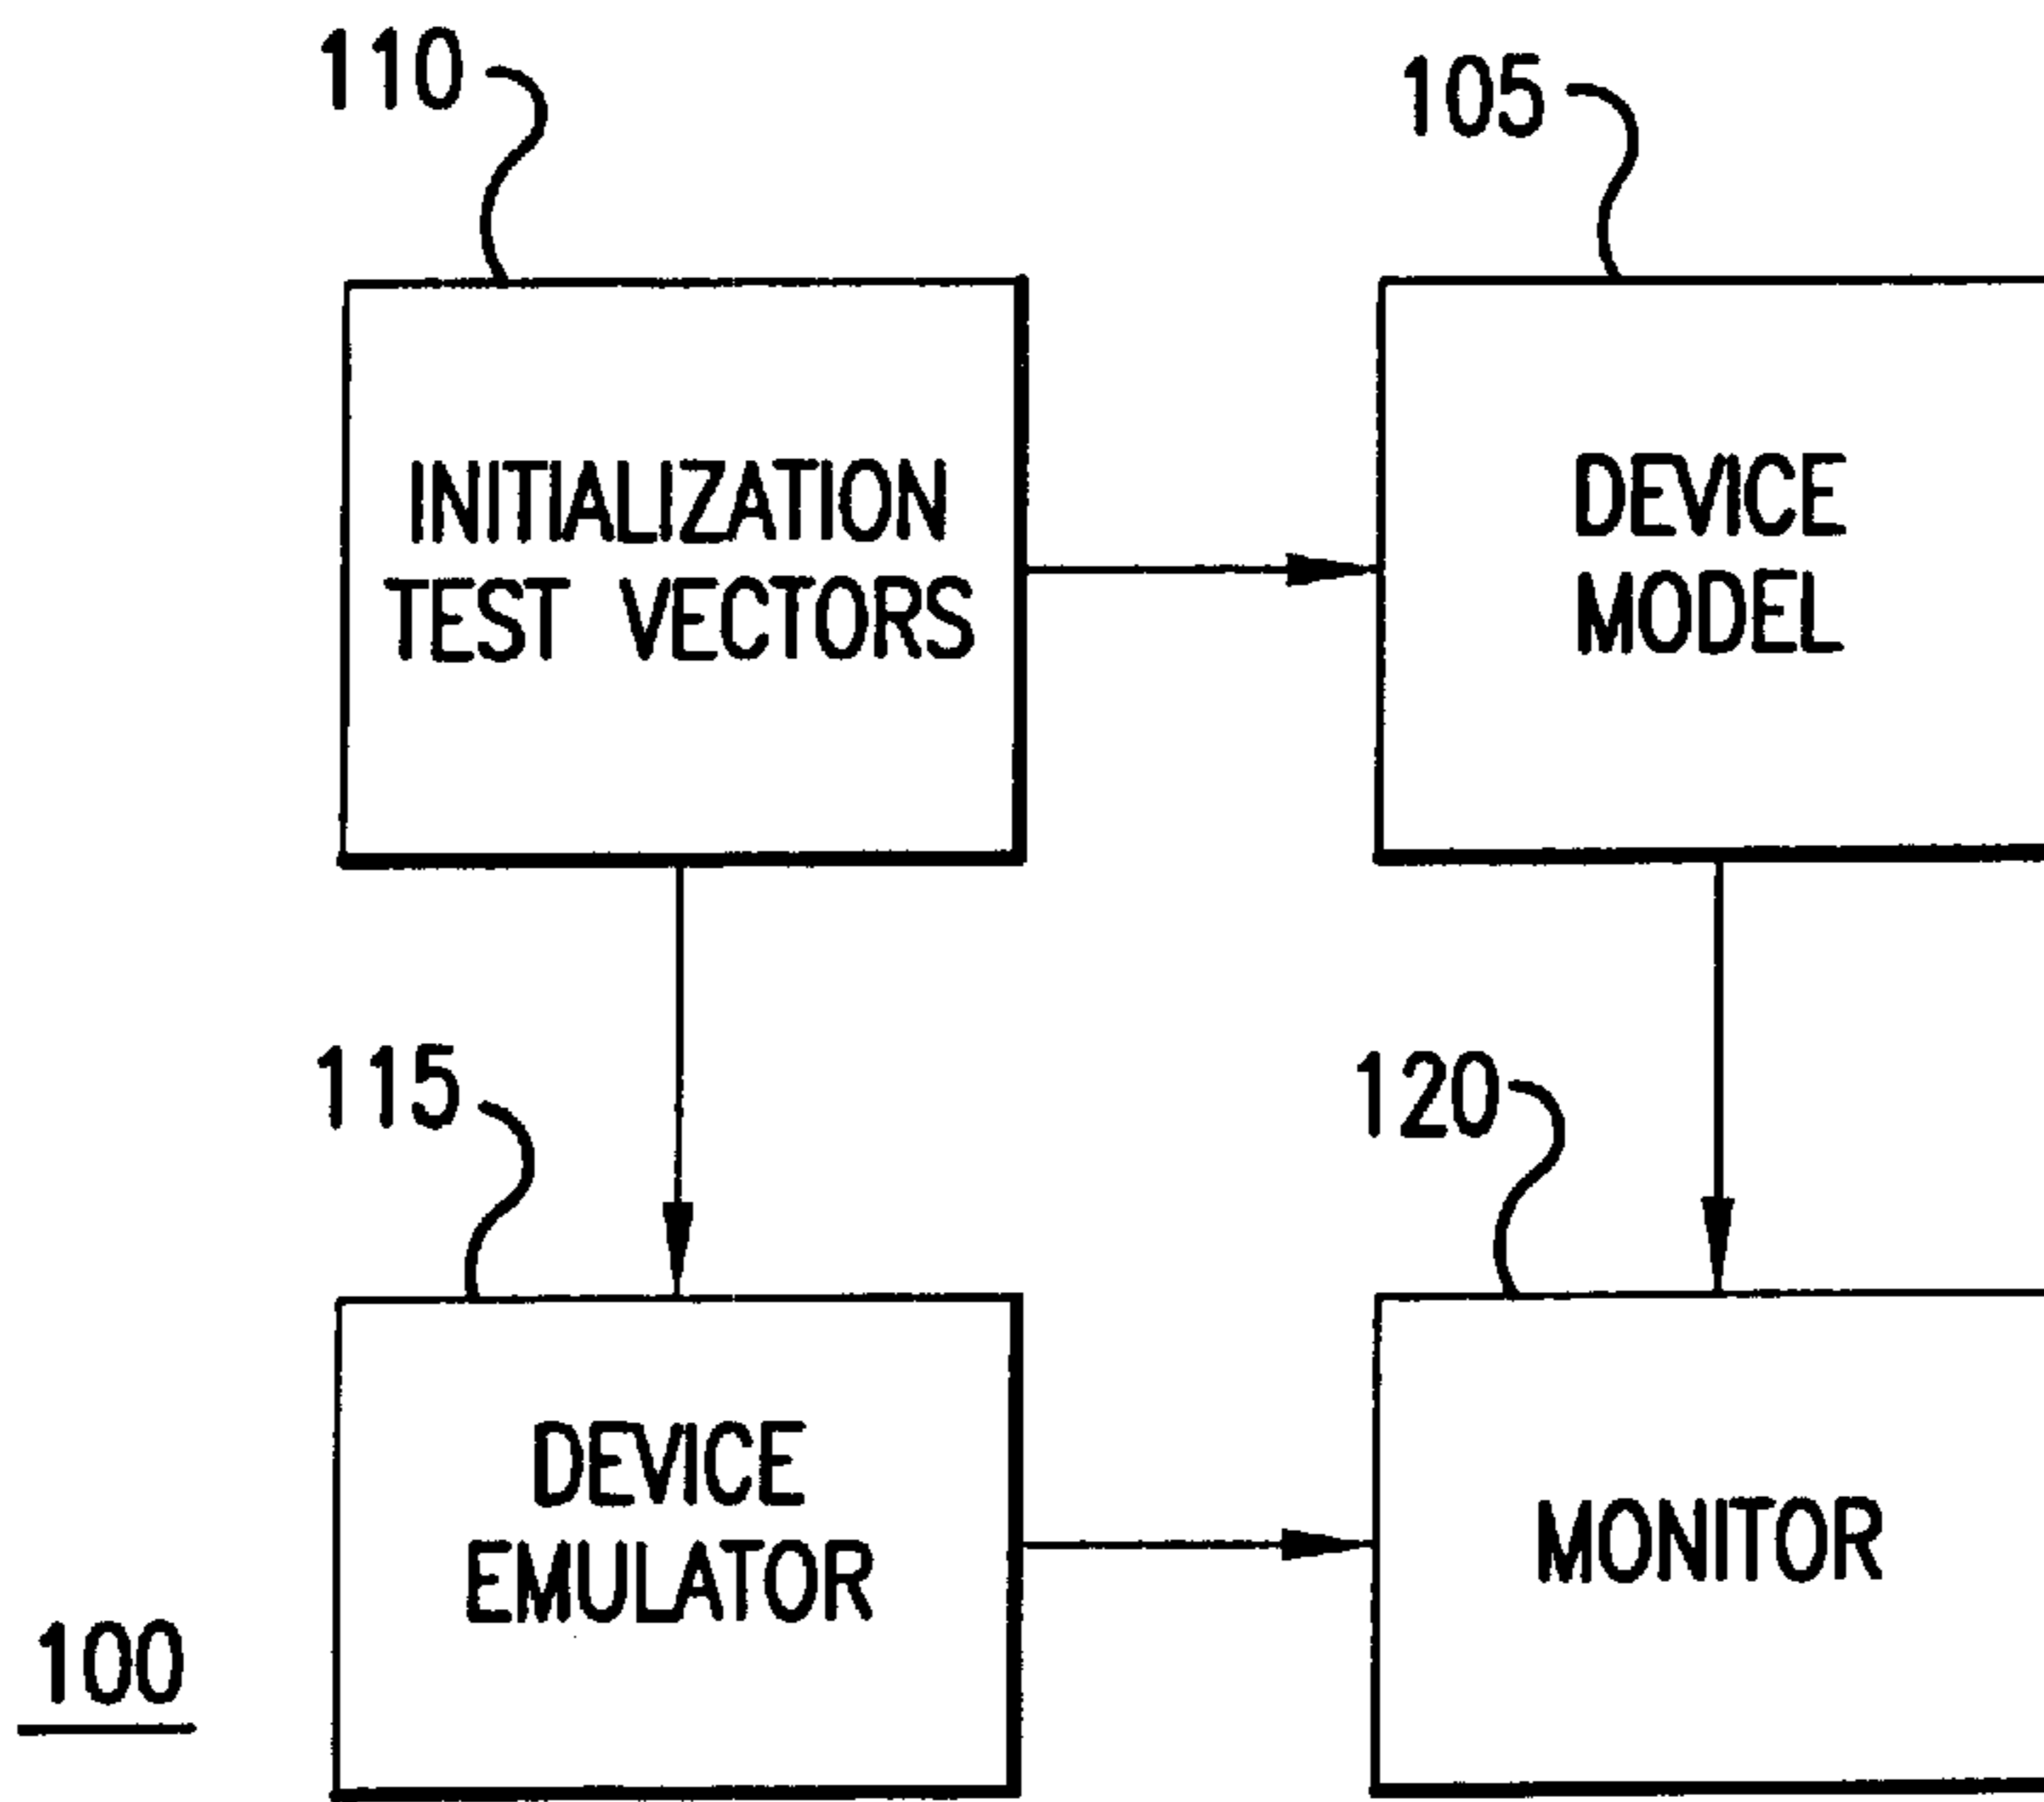 110
105
INITIALIZATION
TEST VECTORS
DEVICE
MODEL
115
120
DEVICE
EMULATOR
MONITOR
100